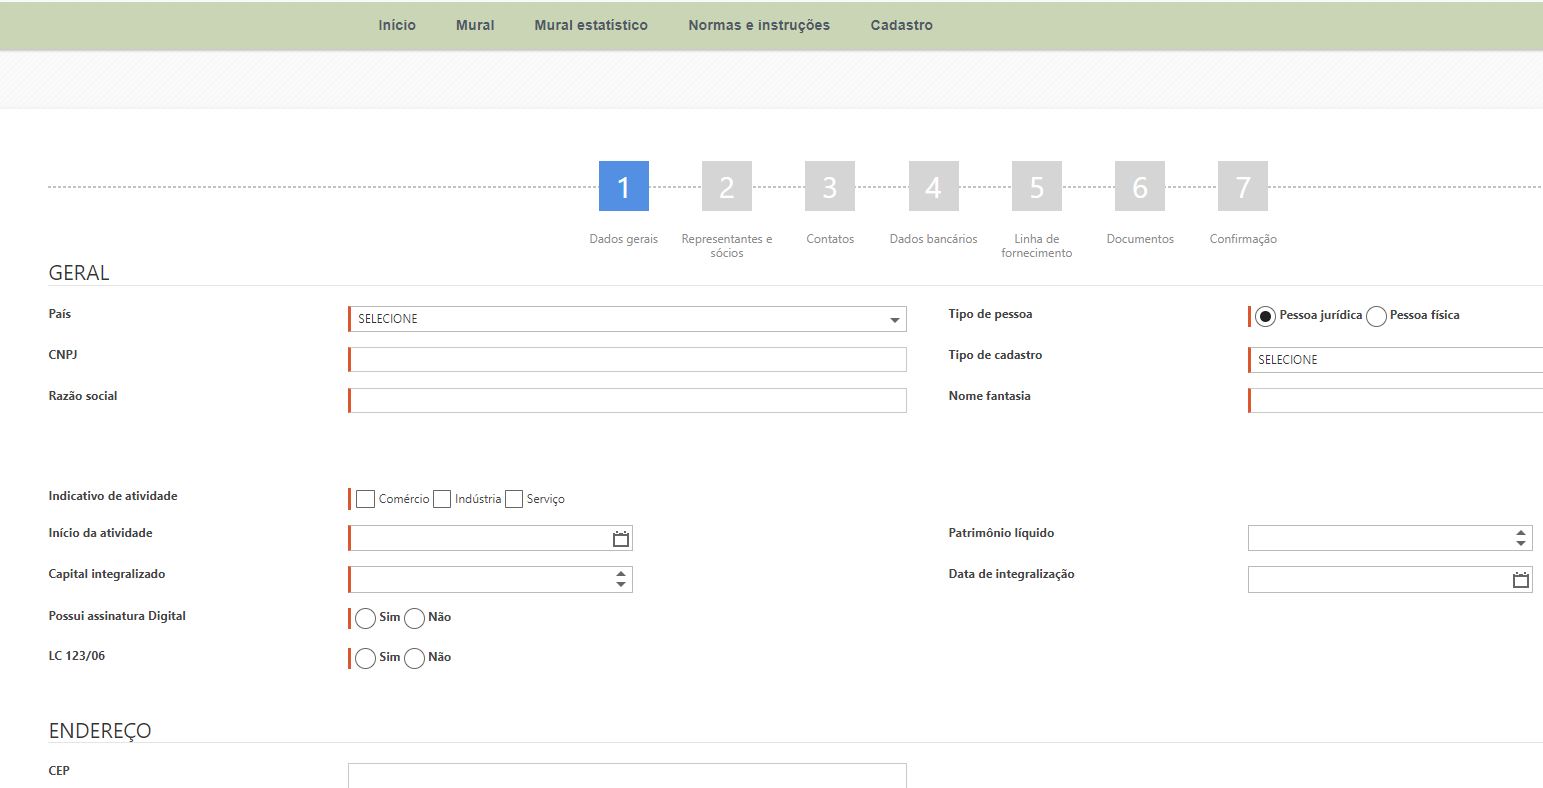 Início Mural Mural estatístico Normas e instruções Cadastro
1 2 3 4 5 6 7
Dados gerais Representantes e sócios Contatos Dados bancários Linha de fornecimento Documentos Confirmação
GERAL
País SELECIONE Tipo de pessoa Pessoa jurídica Pessoa física
CNPJ Tipo de cadastro SELECIONE
Razão social Nome fantasia
Indicativo de atividade Comércio Indústria Serviço
Início da atividade Patrimônio líquido
Capital integralizado Data de integralização
Possui assinatura Digital Sim Não
LC 123/06 Sim Não
ENDEREÇO
CEP